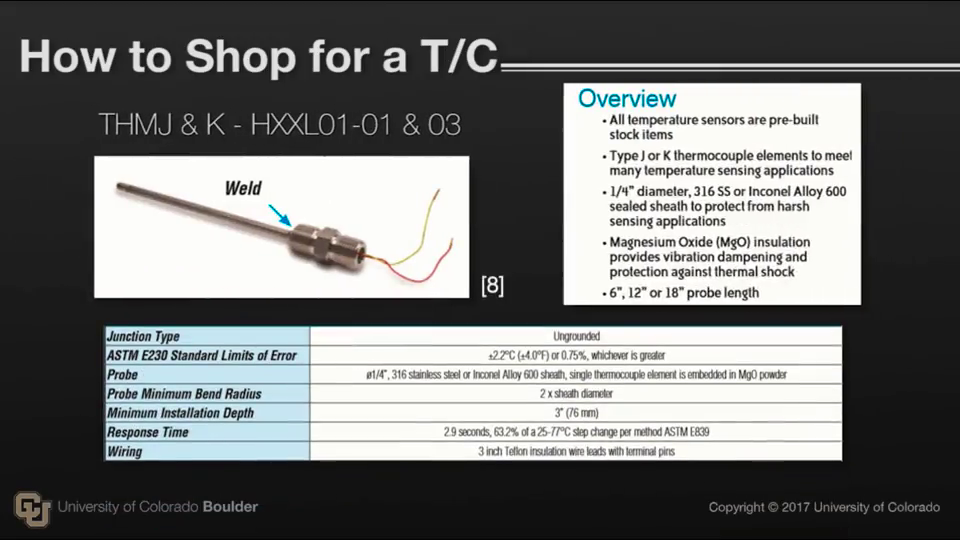 How to Shop for a T/C
THMJ & K - HXXL01-01 & 03
Weld
[8]
Overview
• All temperature sensors are pre-built
stock items
• Type J or K thermocouple elements to meet
many temperature sensing applications
• 1/4" diameter, 316 SS or Inconel Alloy 600
sealed sheath to protect from harsh
sensing applications
• Magnesium Oxide (MgO) insulation
provides vibration dampening and
protection against thermal shock
• 6", 12" or 18" probe length
Junction Type Ungrounded
ASTM E230 Standard Limits of Error ±2.2°C (±4.0°F) or 0.75%, whichever is greater
Probe ø1/4", 316 stainless steel or Inconel Alloy 600 sheath, single thermocouple element is embedded in MgO powder
Probe Minimum Bend Radius 2 x sheath diameter
Minimum Installation Depth 3" (76 mm)
Response Time 2.9 seconds, 63.2% of a 25-77°C step change per method ASTM E839
Wiring 3 inch Teflon insulation wire leads with terminal pins
CU University of Colorado Boulder
Copyright © 2017 University of Colorado